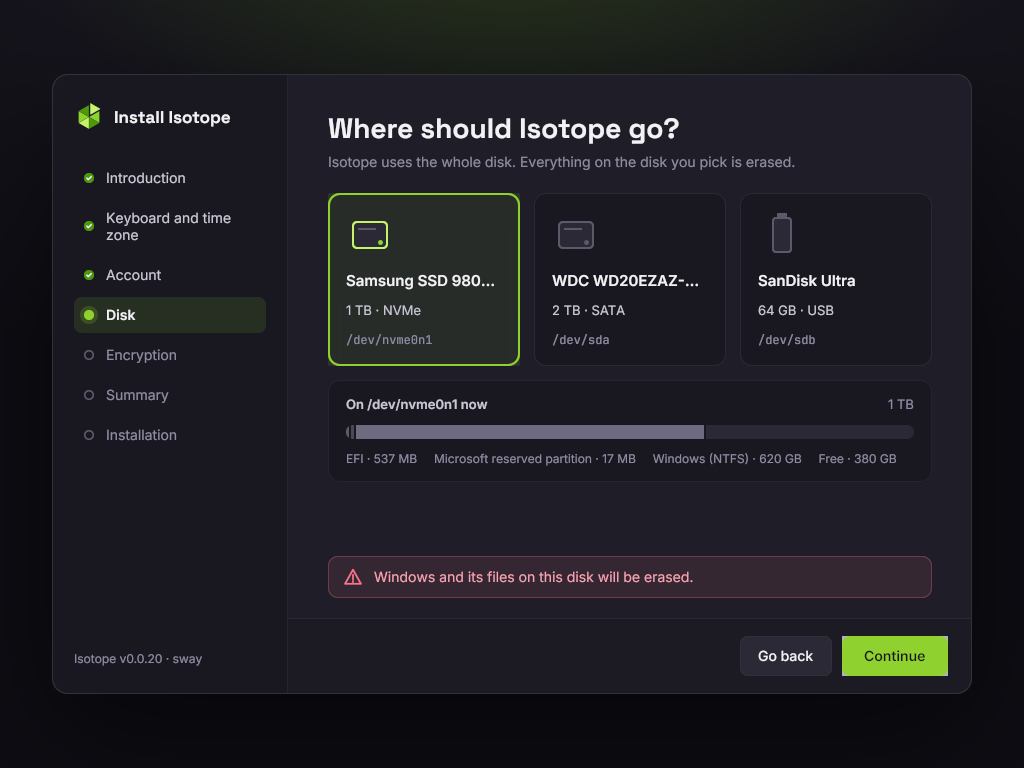 Install Isotope
Introduction
Keyboard and time
zone
Account
Disk
Encryption
Summary
Installation
Isotope v0.0.20 · sway
Where should Isotope go?
Isotope uses the whole disk. Everything on the disk you pick is erased.
Samsung SSD 980...
1 TB · NVMe
/dev/nvme0n1
WDC WD20EZAZ-...
2 TB · SATA
/dev/sda
SanDisk Ultra
64 GB · USB
/dev/sdb
On /dev/nvme0n1 now
1 TB
EFI · 537 MB
Microsoft reserved partition · 17 MB
Windows (NTFS) · 620 GB
Free · 380 GB
Windows and its files on this disk will be erased.
Go back
Continue